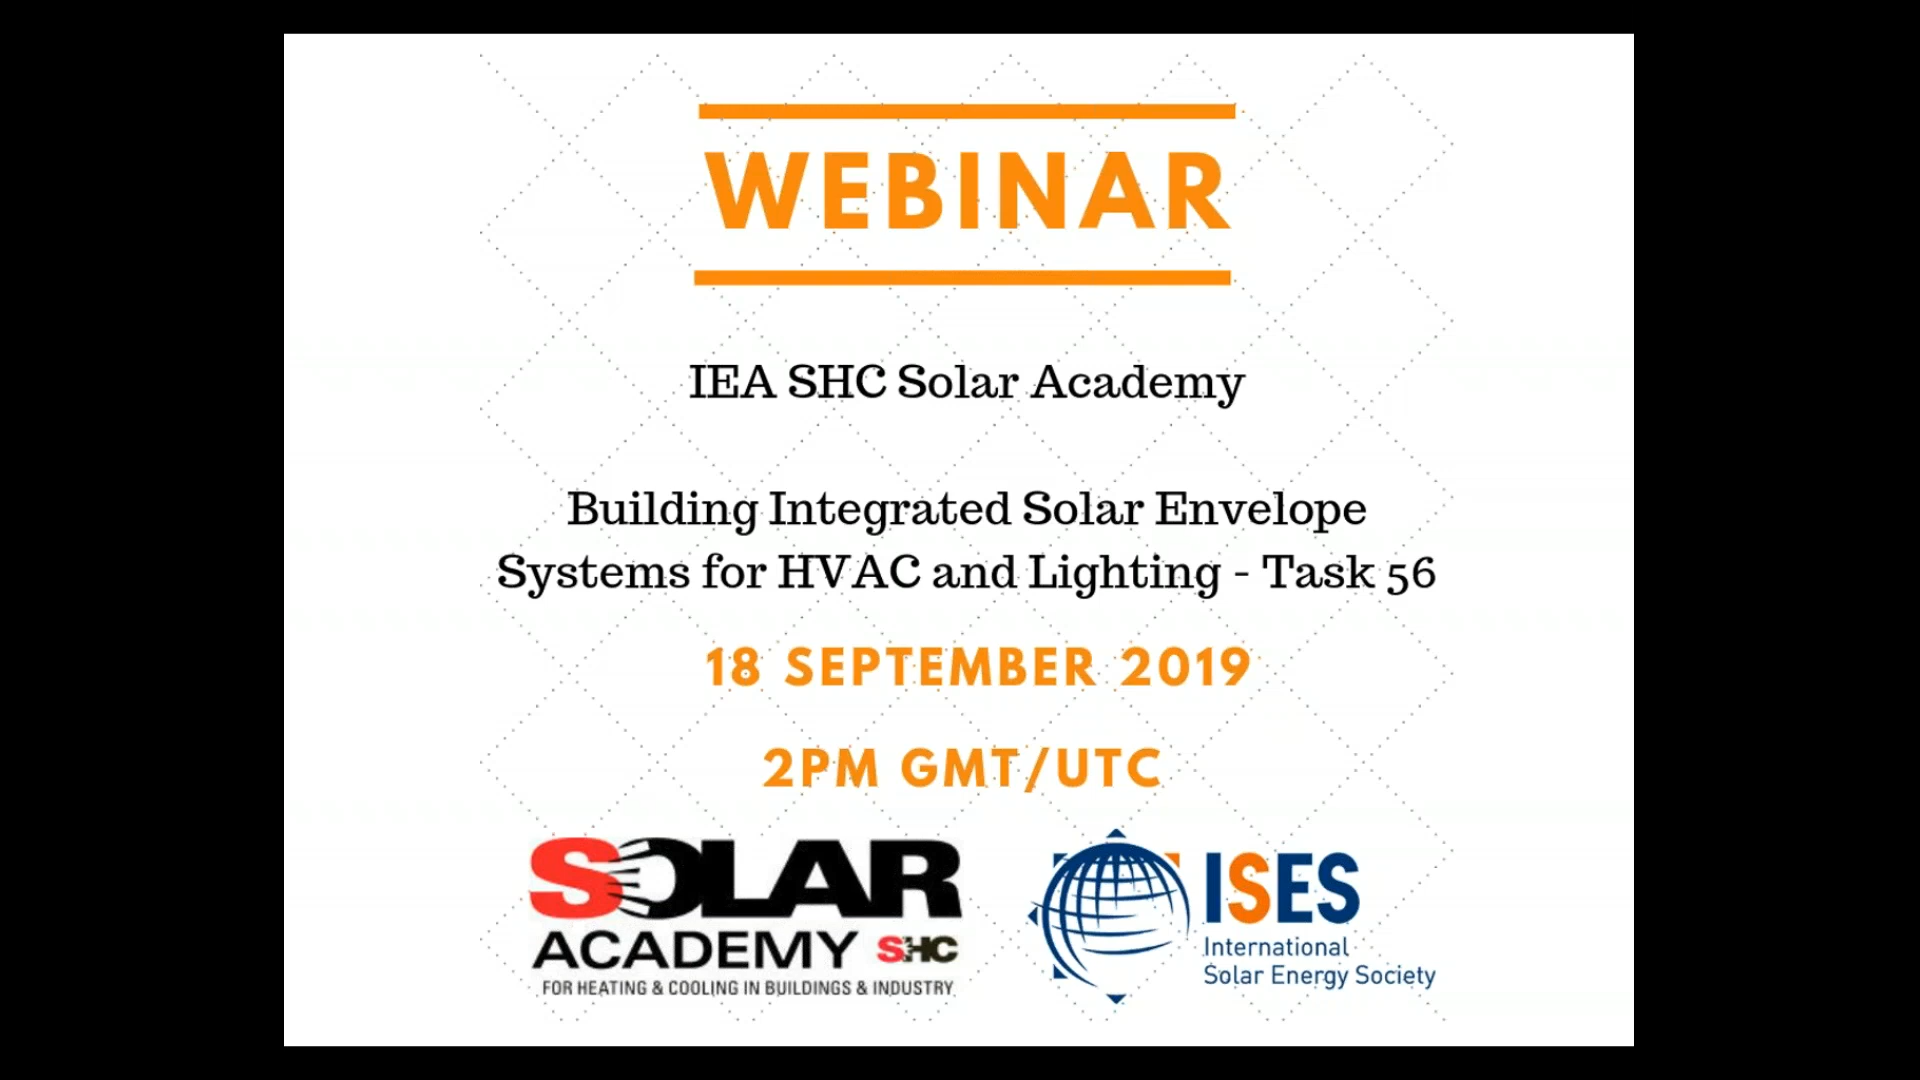 WEBINAR
IEA SHC Solar Academy
Building Integrated Solar Envelope
Systems for HVAC and Lighting - Task 56
18 SEPTEMBER 2019
2PM GMT/UTC
SOLAR
ACADEMY SHC
FOR HEATING & COOLING IN BUILDINGS & INDUSTRY
ISES
International
Solar Energy Society